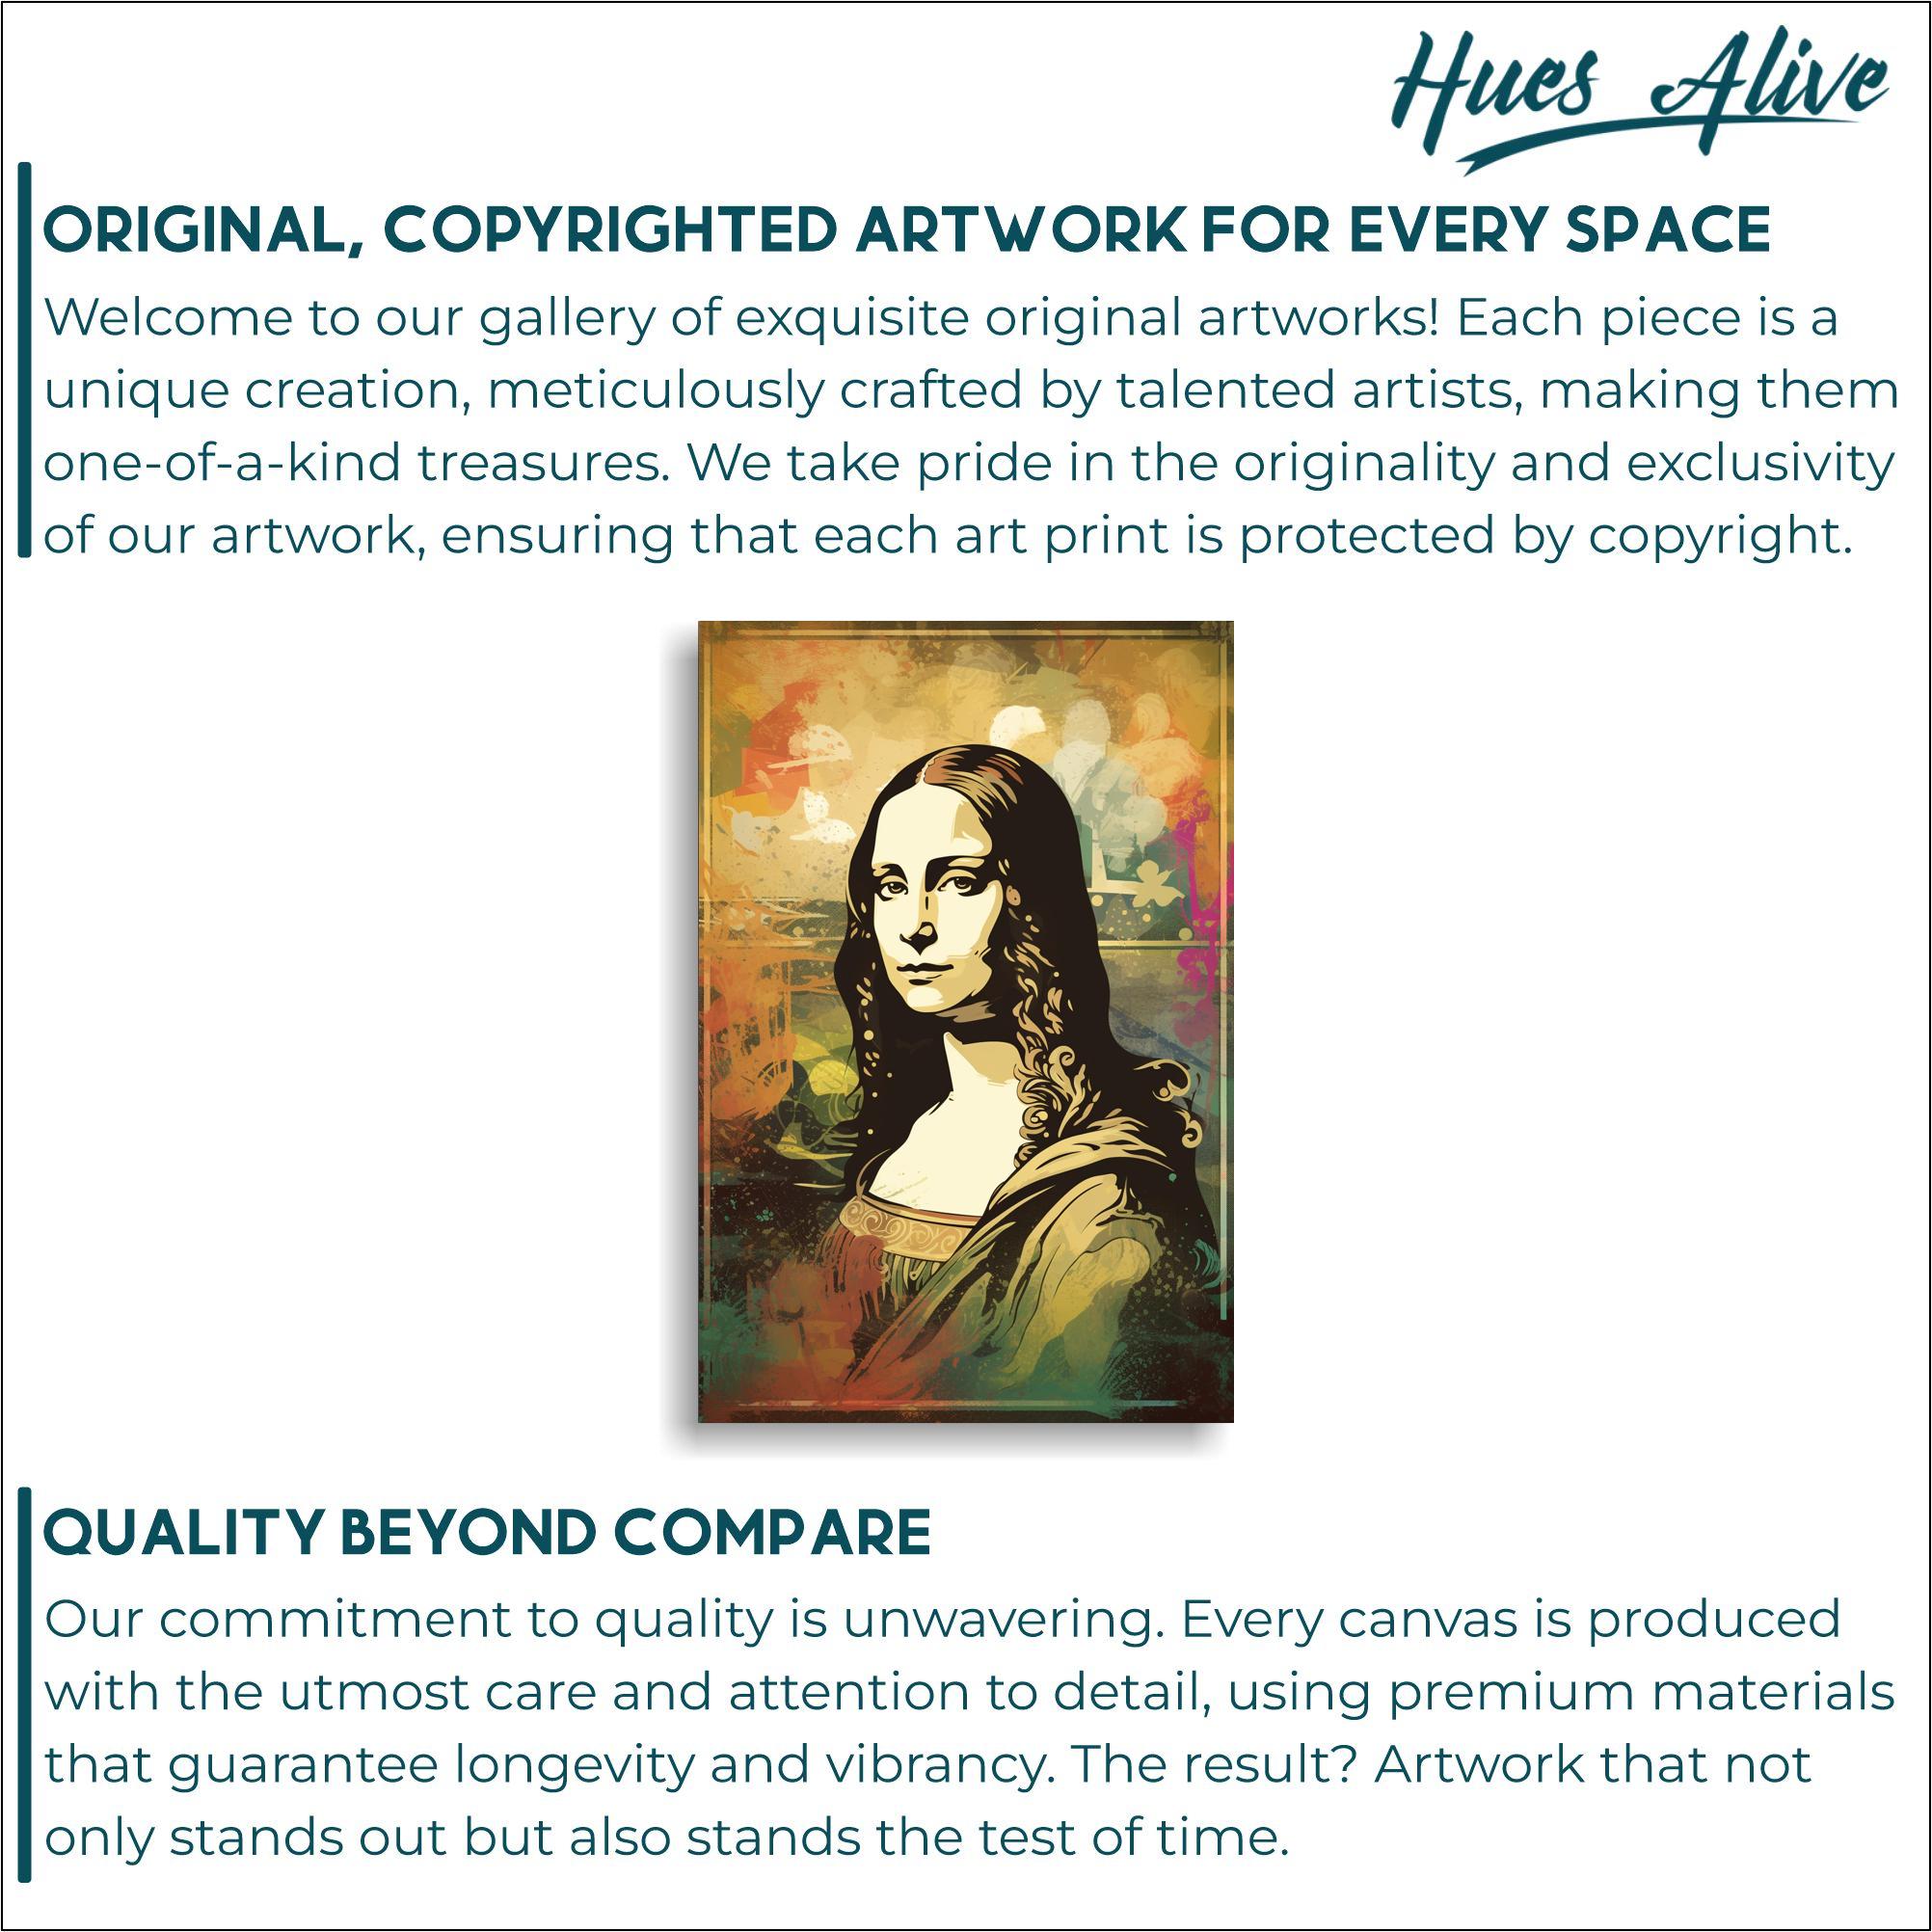 Hues Alive
ORIGINAL, COPYRIGHTED ARTWORK FOR EVERY SPACE
Welcome to our gallery of exquisite original artworks! Each piece is a
unique creation, meticulously crafted by talented artists, making them
one-of-a-kind treasures. We take pride in the originality and exclusivity
of our artwork, ensuring that each art print is protected by copyright.
QUALITY BEYOND COMPARE
Our commitment to quality is unwavering. Every canvas is produced
with the utmost care and attention to detail, using premium materials
that guarantee longevity and vibrancy. The result? Artwork that not
only stands out but also stands the test of time.